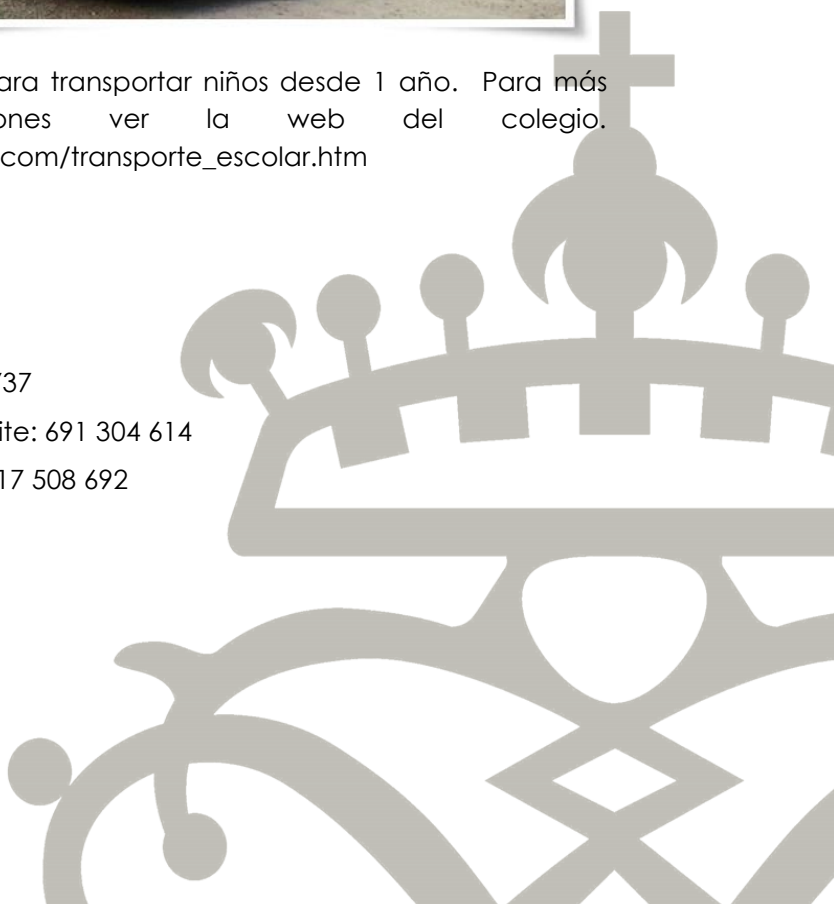 ara transportar niños desde 1 año. Para más
ones ver la web del colegio.
com/transporte_escolar.htm
737
ite: 691 304 614
17 508 692